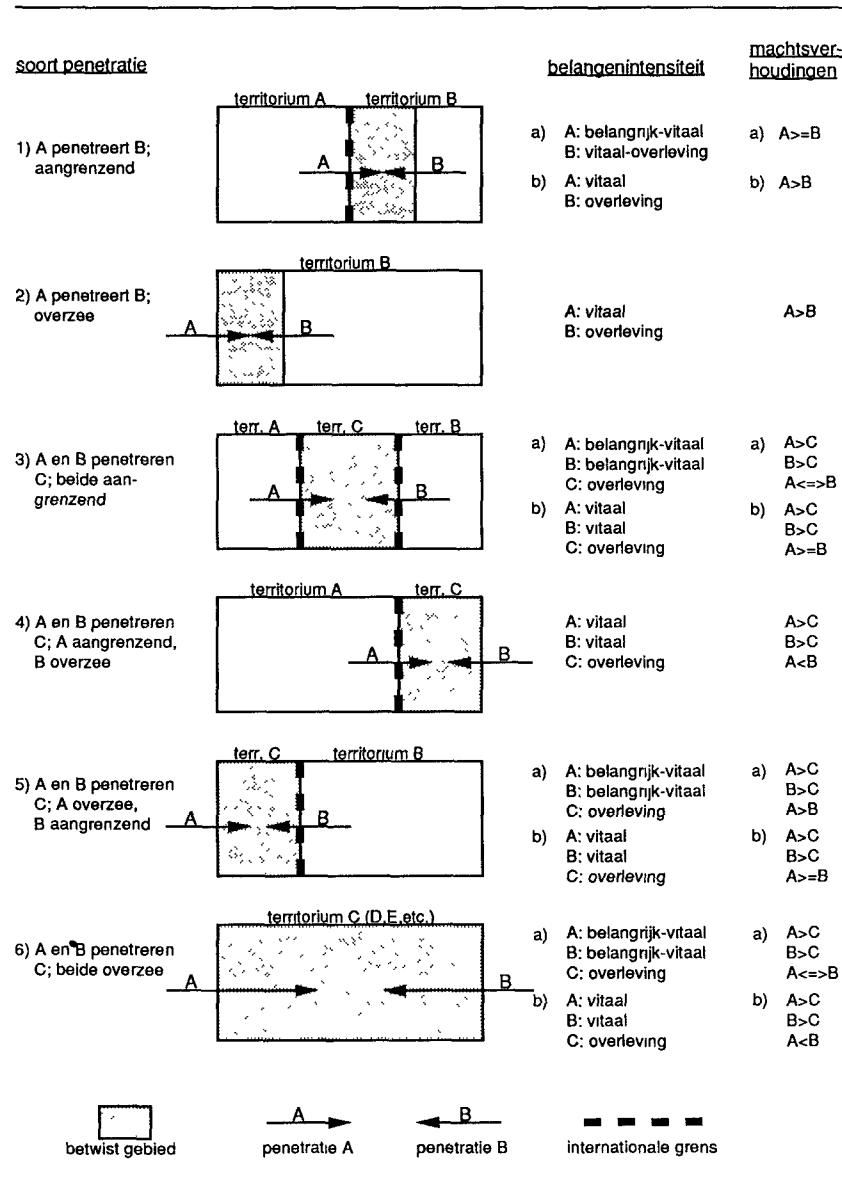 soort penetratie
belangenintensiteit
machtsver-
houdingen
territorium A territorium B
1) A penetreert B;
aangrenzend
A B
a) A: belangrijk-vitaal
B: vitaal-overleving
b) A: vitaal
B: overleving
a) A>=B
b) A>B
territorium B
2) A penetreert B;
overzee
A B
A: vitaal
B: overleving
A>B
terr. A terr. C terr. B
3) A en B penetreren
C; beide aan-
grenzend
A B
a) A: belangrijk-vitaal
B: belangrijk-vitaal
C: overleving
b) A: vitaal
B: vitaal
C: overleving
a) A>C
B>C
A<=>B
b) A>C
B>C
A>=B
territorium A terr. C
4) A en B penetreren
C; A aangrenzend,
B overzee
A B
A: vitaal
B: vitaal
C: overleving
A>C
B>C
A<B
terr. C territorium B
5) A en B penetreren
C; A overzee,
B aangrenzend
A B
a) A: belangrijk-vitaal
B: belangrijk-vitaal
C: overleving
b) A: vitaal
B: vitaal
C: overleving
a) A>C
B>C
A>B
b) A>C
B>C
A>=B
territorium C (D,E,etc.)
6) A en B penetreren
C; beide overzee
A B
a) A: belangrijk-vitaal
B: belangrijk-vitaal
C: overleving
b) A: vitaal
B: vitaal
C: overleving
a) A>C
B>C
A<=>B
b) A>C
B>C
A<B
A B
betwist gebied penetratie A penetratie B internationale grens